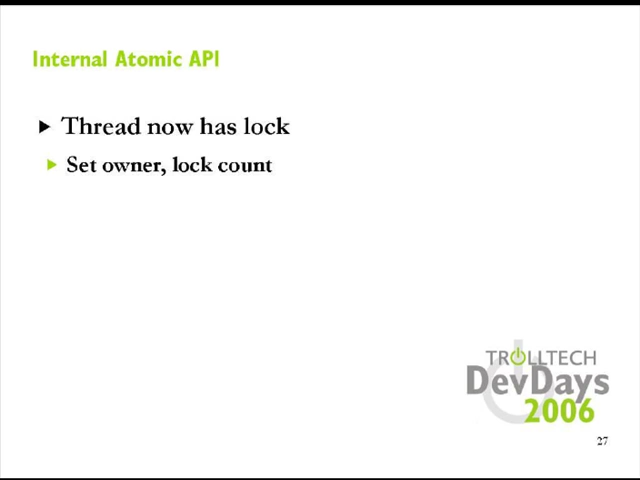 Internal Atomic API
Thread now has lock
Set owner, lock count
TROLLTECH
DevDays
2006
27